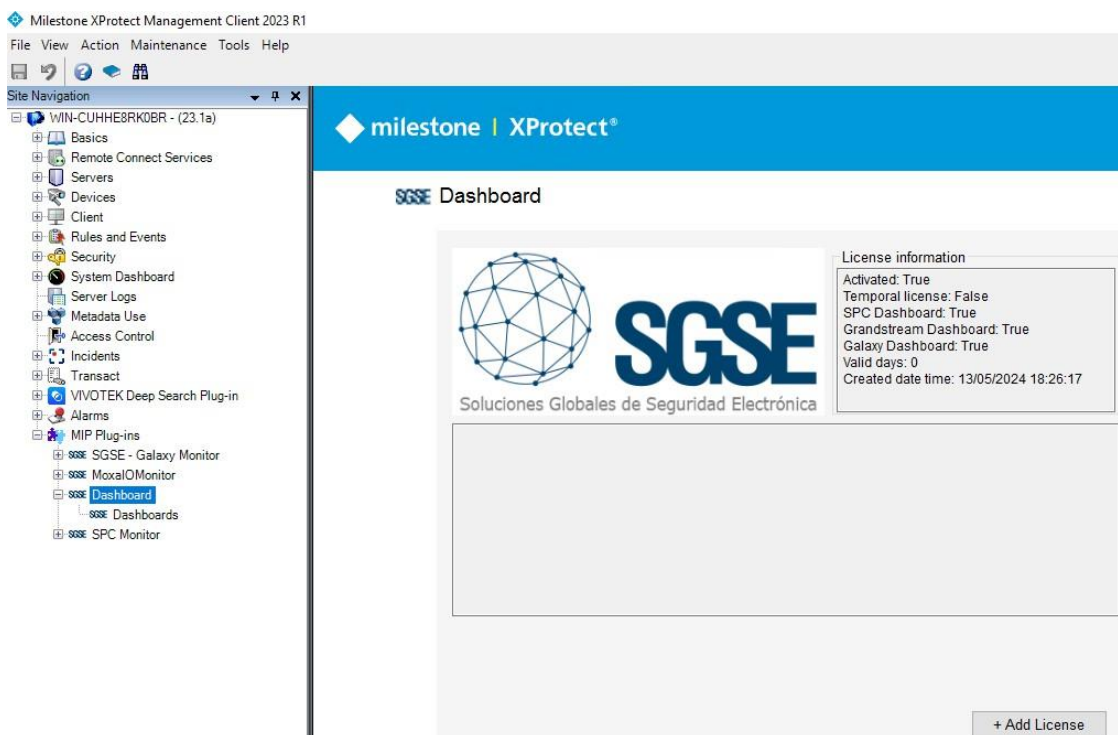 Milestone XProtect Management Client 2023 R1
File View Action Maintenance Tools Help
Site Navigation
WIN-CUHHE8RK0BR - (23.1a)
Basics
Remote Connect Services
Servers
Devices
Client
Rules and Events
Security
System Dashboard
Server Logs
Metadata Use
Access Control
Incidents
Transact
VIVOTEK Deep Search Plug-in
Alarms
MIP Plug-ins
SGSE SGSE - Galaxy Monitor
SGSE MoxaIOMonitor
SGSE Dashboard
SGSE Dashboards
SGSE SPC Monitor
milestone | XProtect®
SGSE Dashboard
SGSE
Soluciones Globales de Seguridad Electrónica
License information
Activated: True
Temporal license: False
SPC Dashboard: True
Grandstream Dashboard: True
Galaxy Dashboard: True
Valid days: 0
Created date time: 13/05/2024 18:26:17
+ Add License